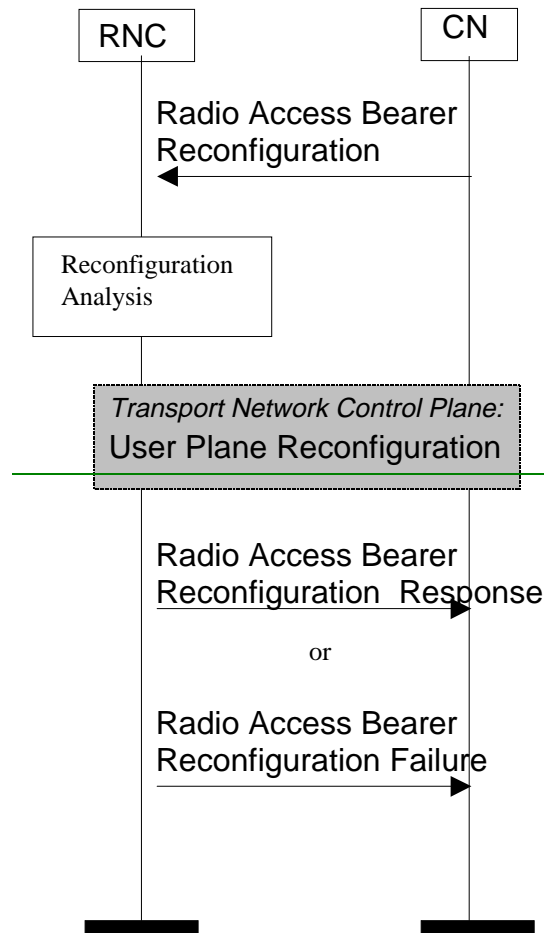 RNC
CN
Radio Access Bearer
Reconfiguration
Reconfiguration
Analysis
Transport Network Control Plane:
User Plane Reconfiguration
Radio Access Bearer
Reconfiguration Response
or
Radio Access Bearer
Reconfiguration Failure